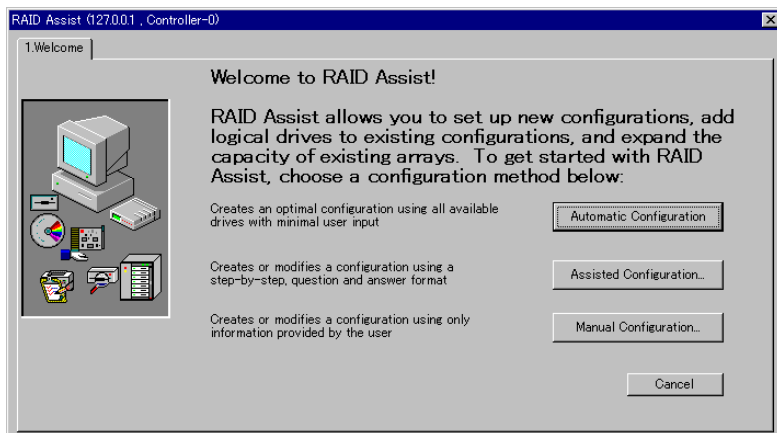 RAID Assist (127.0.0.1 , Controller-0)
1.Welcome
Welcome to RAID Assist!
RAID Assist allows you to set up new configurations, add
logical drives to existing configurations, and expand the
capacity of existing arrays. To get started with RAID
Assist, choose a configuration method below:
Creates an optimal configuration using all available
drives with minimal user input
Automatic Configuration
Creates or modifies a configuration using a
step-by-step, question and answer format
Assisted Configuration...
Creates or modifies a configuration using only
information provided by the user
Manual Configuration...
Cancel